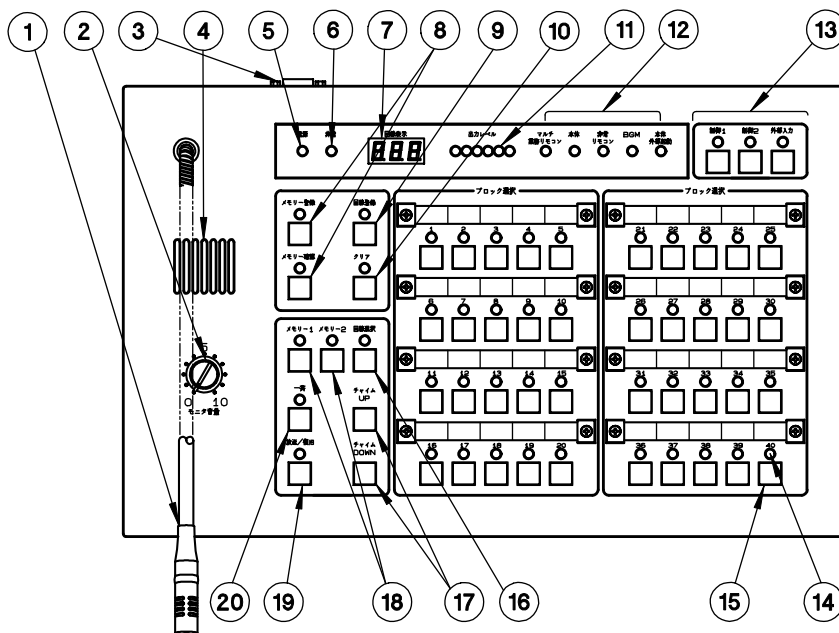 1 2 3 4 5 6 7 8 9 10 11 12 13
電源 非常 回線表示 出力レベル マルチ業務リモコン 本体 非常リモコン BGM 本体外部起動
制御1 制御2 外部入力
888
メモリー登録 回線登録
メモリー確認 クリア
ブロック選択 ブロック選択
1 2 3 4 5 21 22 23 24 25
6 7 8 9 10 26 27 28 29 30
11 12 13 14 15 31 32 33 34 35
16 17 18 19 20 36 37 38 39 40
メモリー1 メモリー2 回線選択
一斉 チャイム
UP
放送/復旧 チャイム
DOWN
5
0 10
モニタ音量
20 19 18 17 16 15 14